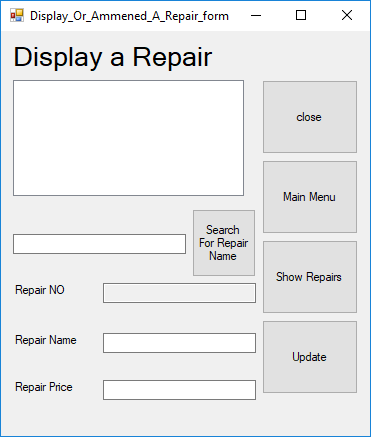 Display_Or_Ammened_A_Repair_form
Display a Repair
close
Main Menu
Search
For Repair
Name
Show Repairs
Repair NO
Repair Name
Update
Repair Price